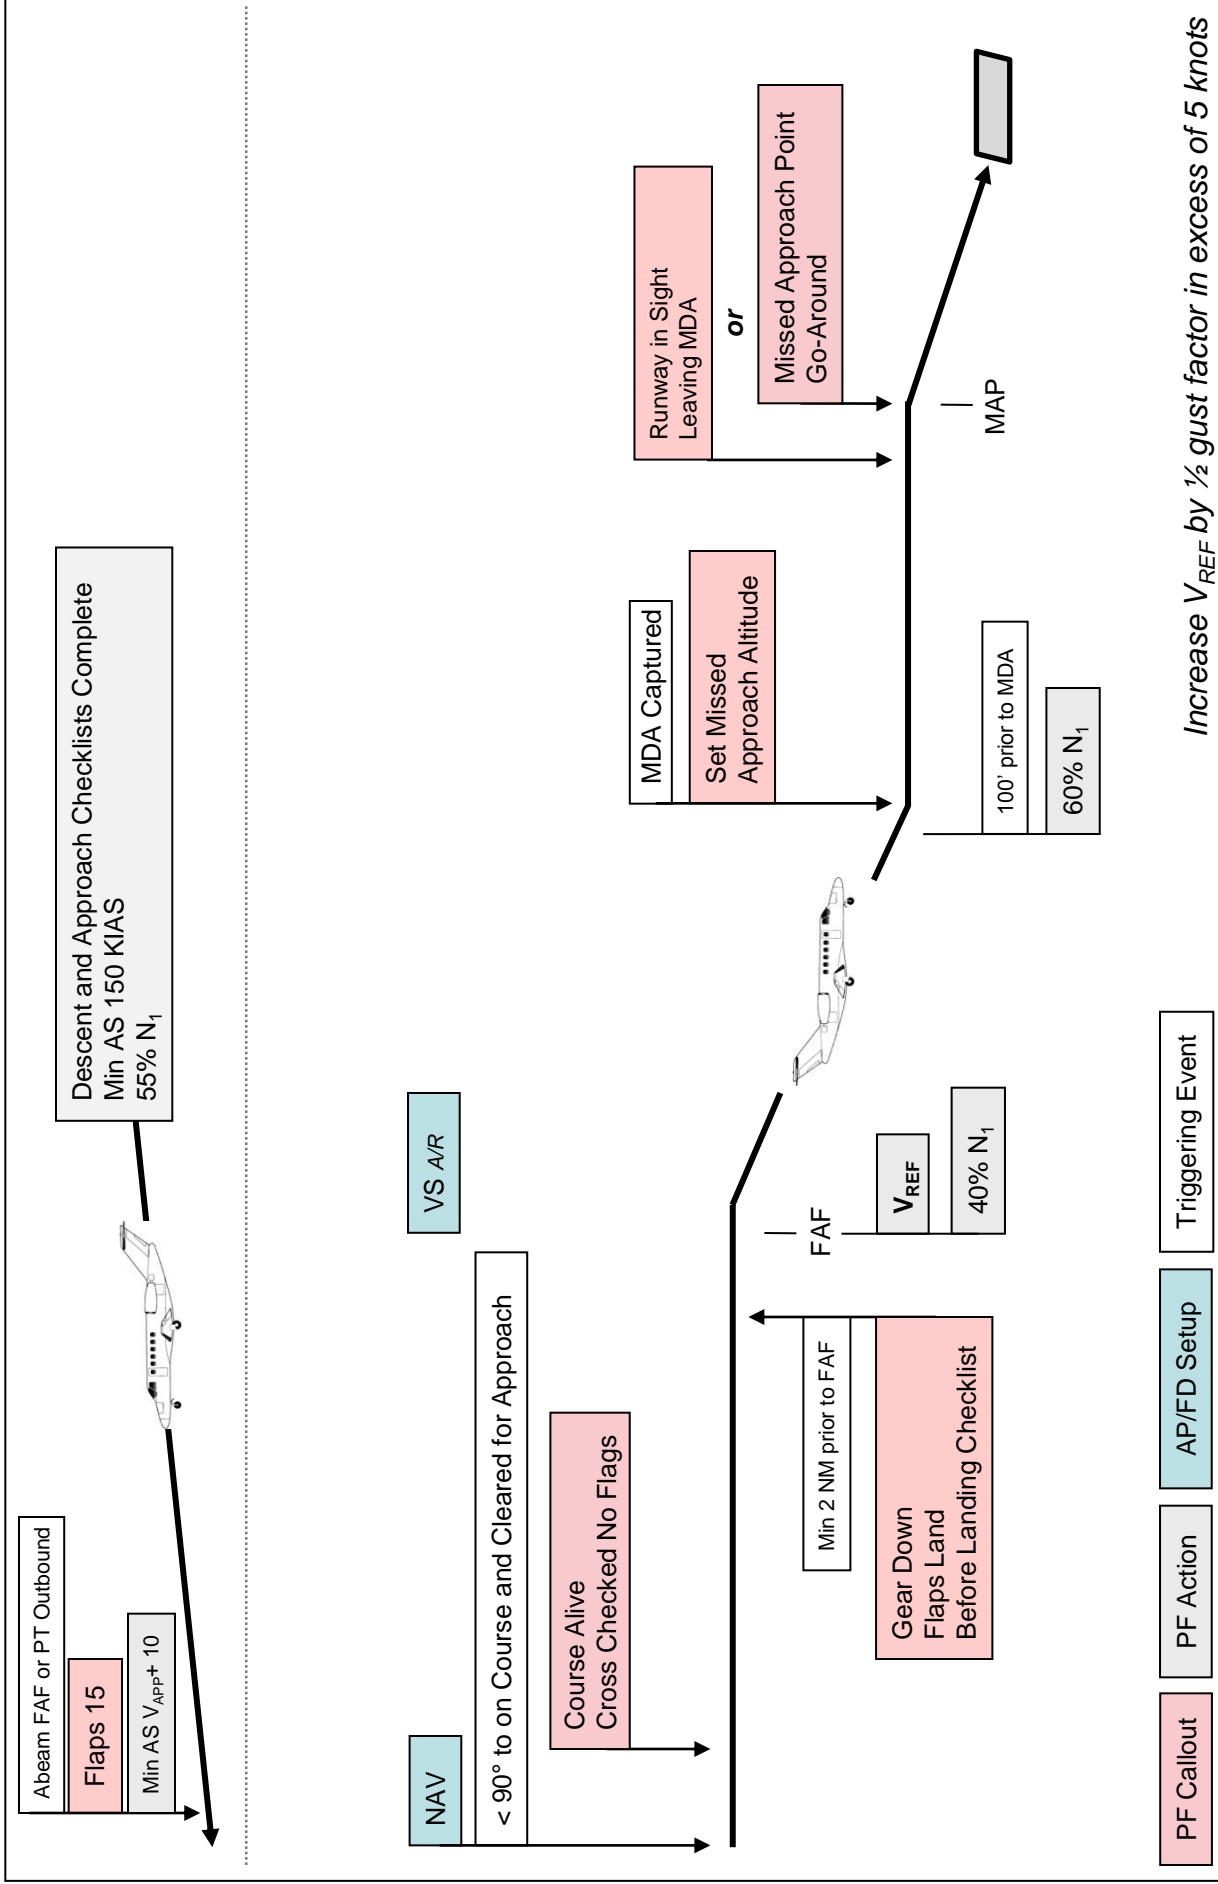 Abeam FAF or PT Outbound
Flaps 15
Min AS VAPP+ 10
Descent and Approach Checklists Complete
Min AS 150 KIAS
55% N1
NAV
< 90° to on Course and Cleared for Approach
VS A/R
Course Alive
Cross Checked No Flags
Min 2 NM prior to FAF
Gear Down
Flaps Land
Before Landing Checklist
FAF
VREF
40% N1
MDA Captured
Set Missed
Approach Altitude
100’ prior to MDA
60% N1
Runway in Sight
Leaving MDA
or
Missed Approach Point
Go-Around
MAP
PF Callout
PF Action
AP/FD Setup
Triggering Event
Increase VREF by ½ gust factor in excess of 5 knots